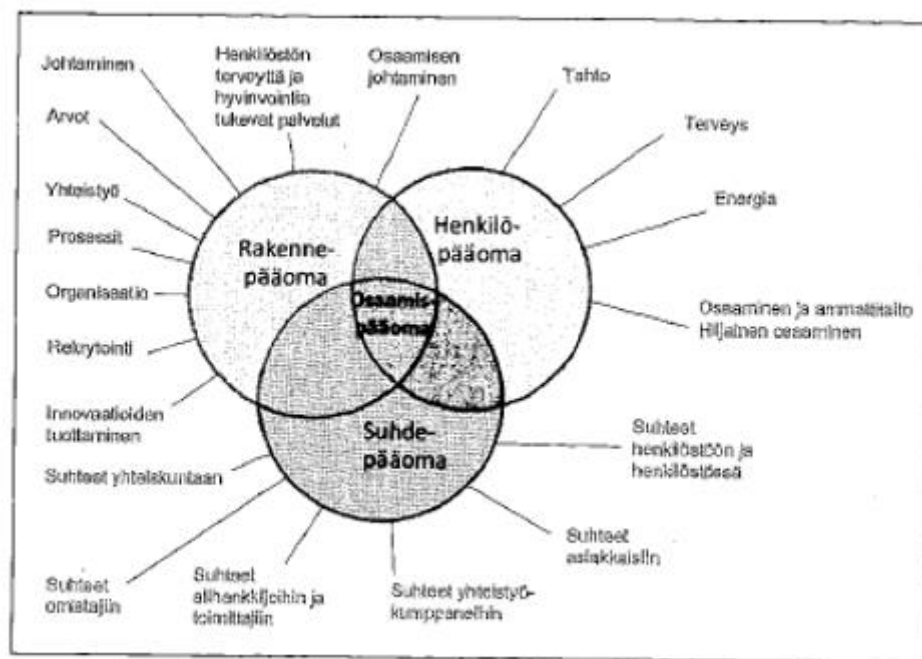 Johtaminen
Henkilöstön
terveyttä ja
hyvinvointia
tukevat palvelut
Osaamisen
johtaminen
Tahto
Arvot
Terveys
Yhteistyö
Energia
Prosessit
Rakenne-
pääoma
Henkilö-
pääoma
Organisaatio
Osaamis-
pääoma
Osaaminen ja ammattitaito
Hiljainen osaaminen
Rekrytointi
Innovaatioiden
tuottaminen
Suhde-
pääoma
Suhteet
henkilöstöön ja
henkilöstössä
Suhteet yhteiskuntaan
Suhteet
asiakkaisiin
Suhteet
omistajiin
Suhteet
alihankkijoihin ja
toimittajiin
Suhteet yhteistyö-
kumppaneihin